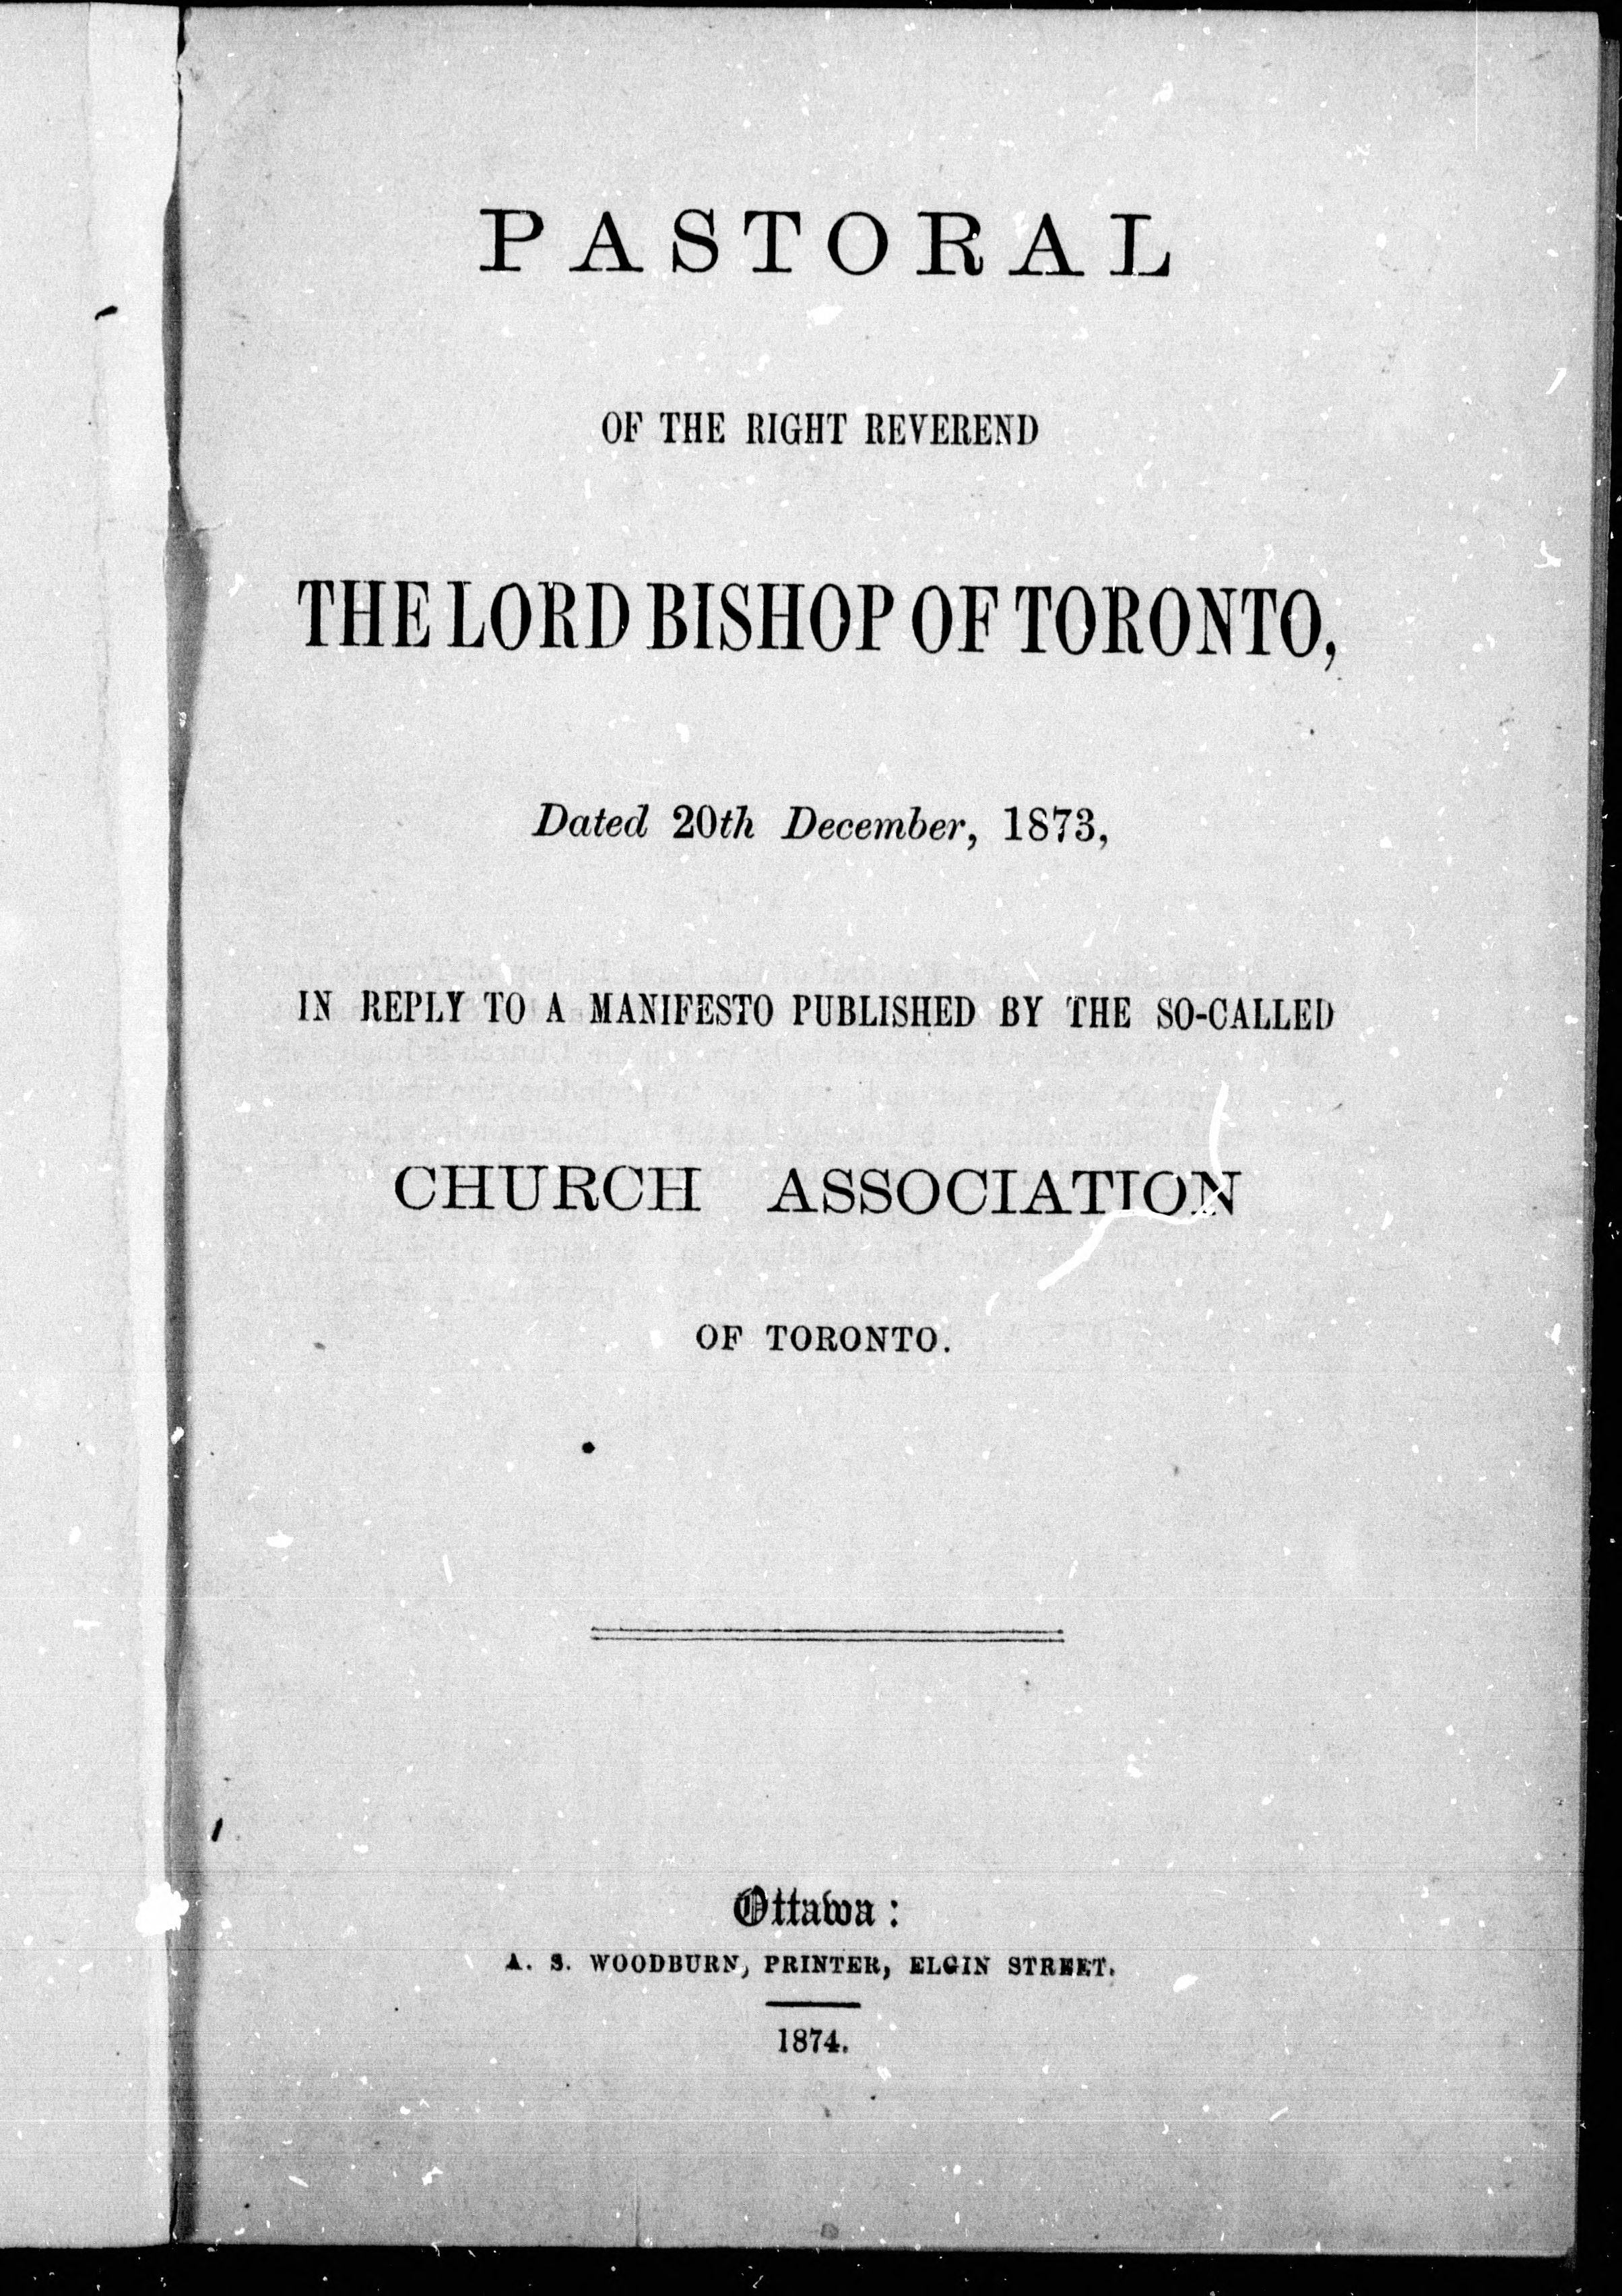 PASTORAL
OF THE RIGHT REVEREND
THE LORD BISHOP OF TORONTO,
Dated 20th December, 1873,
IN REPLY TO A MANIFESTO PUBLISHED BY THE SO-CALLED
CHURCH ASSOCIATION
OF TORONTO.
Ottawa:
A. S. WOODBURN, PRINTER, ELGIN STREET.
1874.